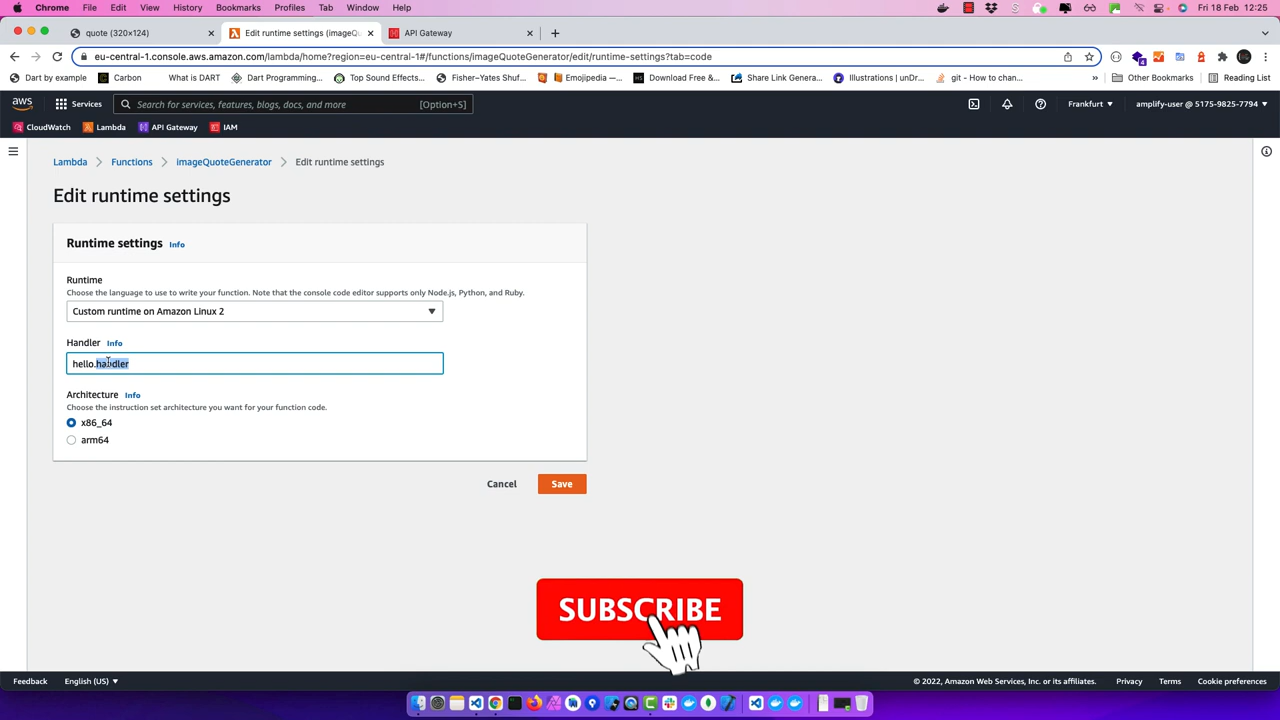 Chrome File Edit View History Bookmarks Profiles Tab Window Help Fri 18 Feb 12:25
quote (320×124) Edit runtime settings (imageQ API Gateway
eu-central-1.console.aws.amazon.com/lambda/home?region=eu-central-1#/functions/imageQuoteGenerator/edit/runtime-settings?tab=code
Dart by example Carbon What is DART Dart Programming... Top Sound Effects... Fisher–Yates Shuf... Emojipedia — ... Download Free &... Share Link Genera... Illustrations | unDr... git - How to chan... » Other Bookmarks Reading List
aws Services Search for services, features, blogs, docs, and more [Option+S] Frankfurt ▼ amplify-user @ 5175-9825-7794 ▼
CloudWatch Lambda API Gateway IAM
Lambda > Functions > imageQuoteGenerator > Edit runtime settings
Edit runtime settings
Runtime settings Info
Runtime
Choose the language to use to write your function. Note that the console code editor supports only Node.js, Python, and Ruby.
Custom runtime on Amazon Linux 2
Handler Info
hello.handler
Architecture Info
Choose the instruction set architecture you want for your function code.
x86_64
arm64
Cancel Save
SUBSCRIBE
Feedback English (US) ▼ © 2022, Amazon Web Services, Inc. or its affiliates. Privacy Terms Cookie preferences